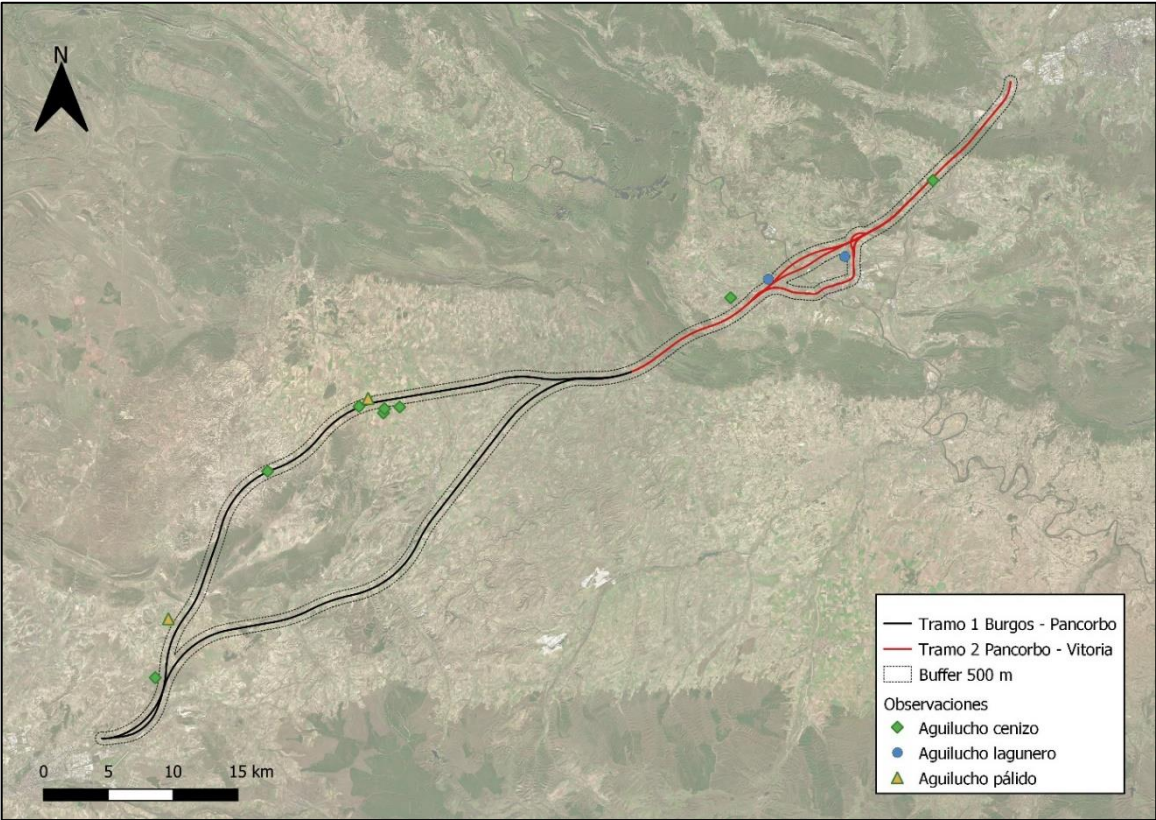 N
0 5 10 15 km
Tramo 1 Burgos - Pancorbo
Tramo 2 Pancorbo - Vitoria
Buffer 500 m
Observaciones
Aguilucho cenizo
Aguilucho lagunero
Aguilucho pálido